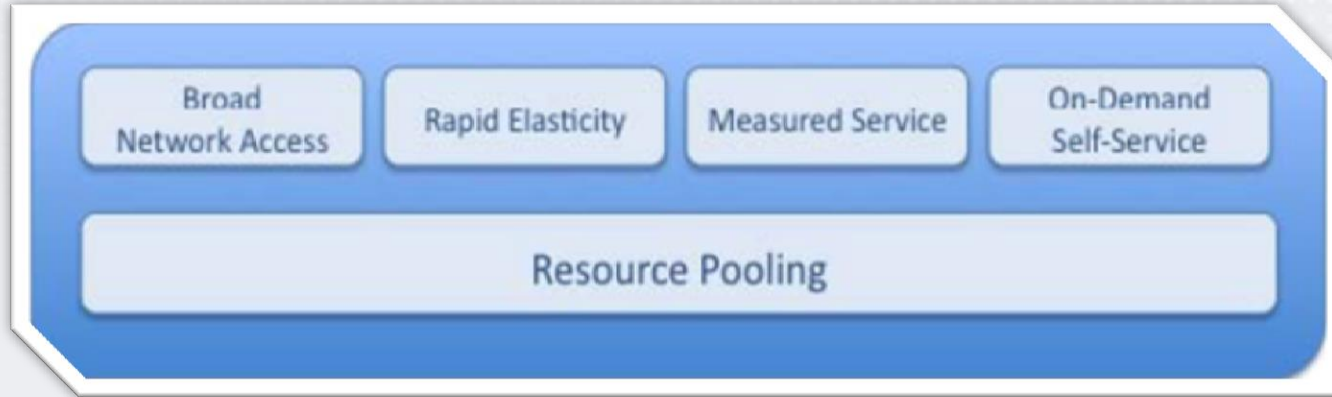 Broad
Network Access
Rapid Elasticity
Measured Service
On-Demand
Self-Service
Resource Pooling